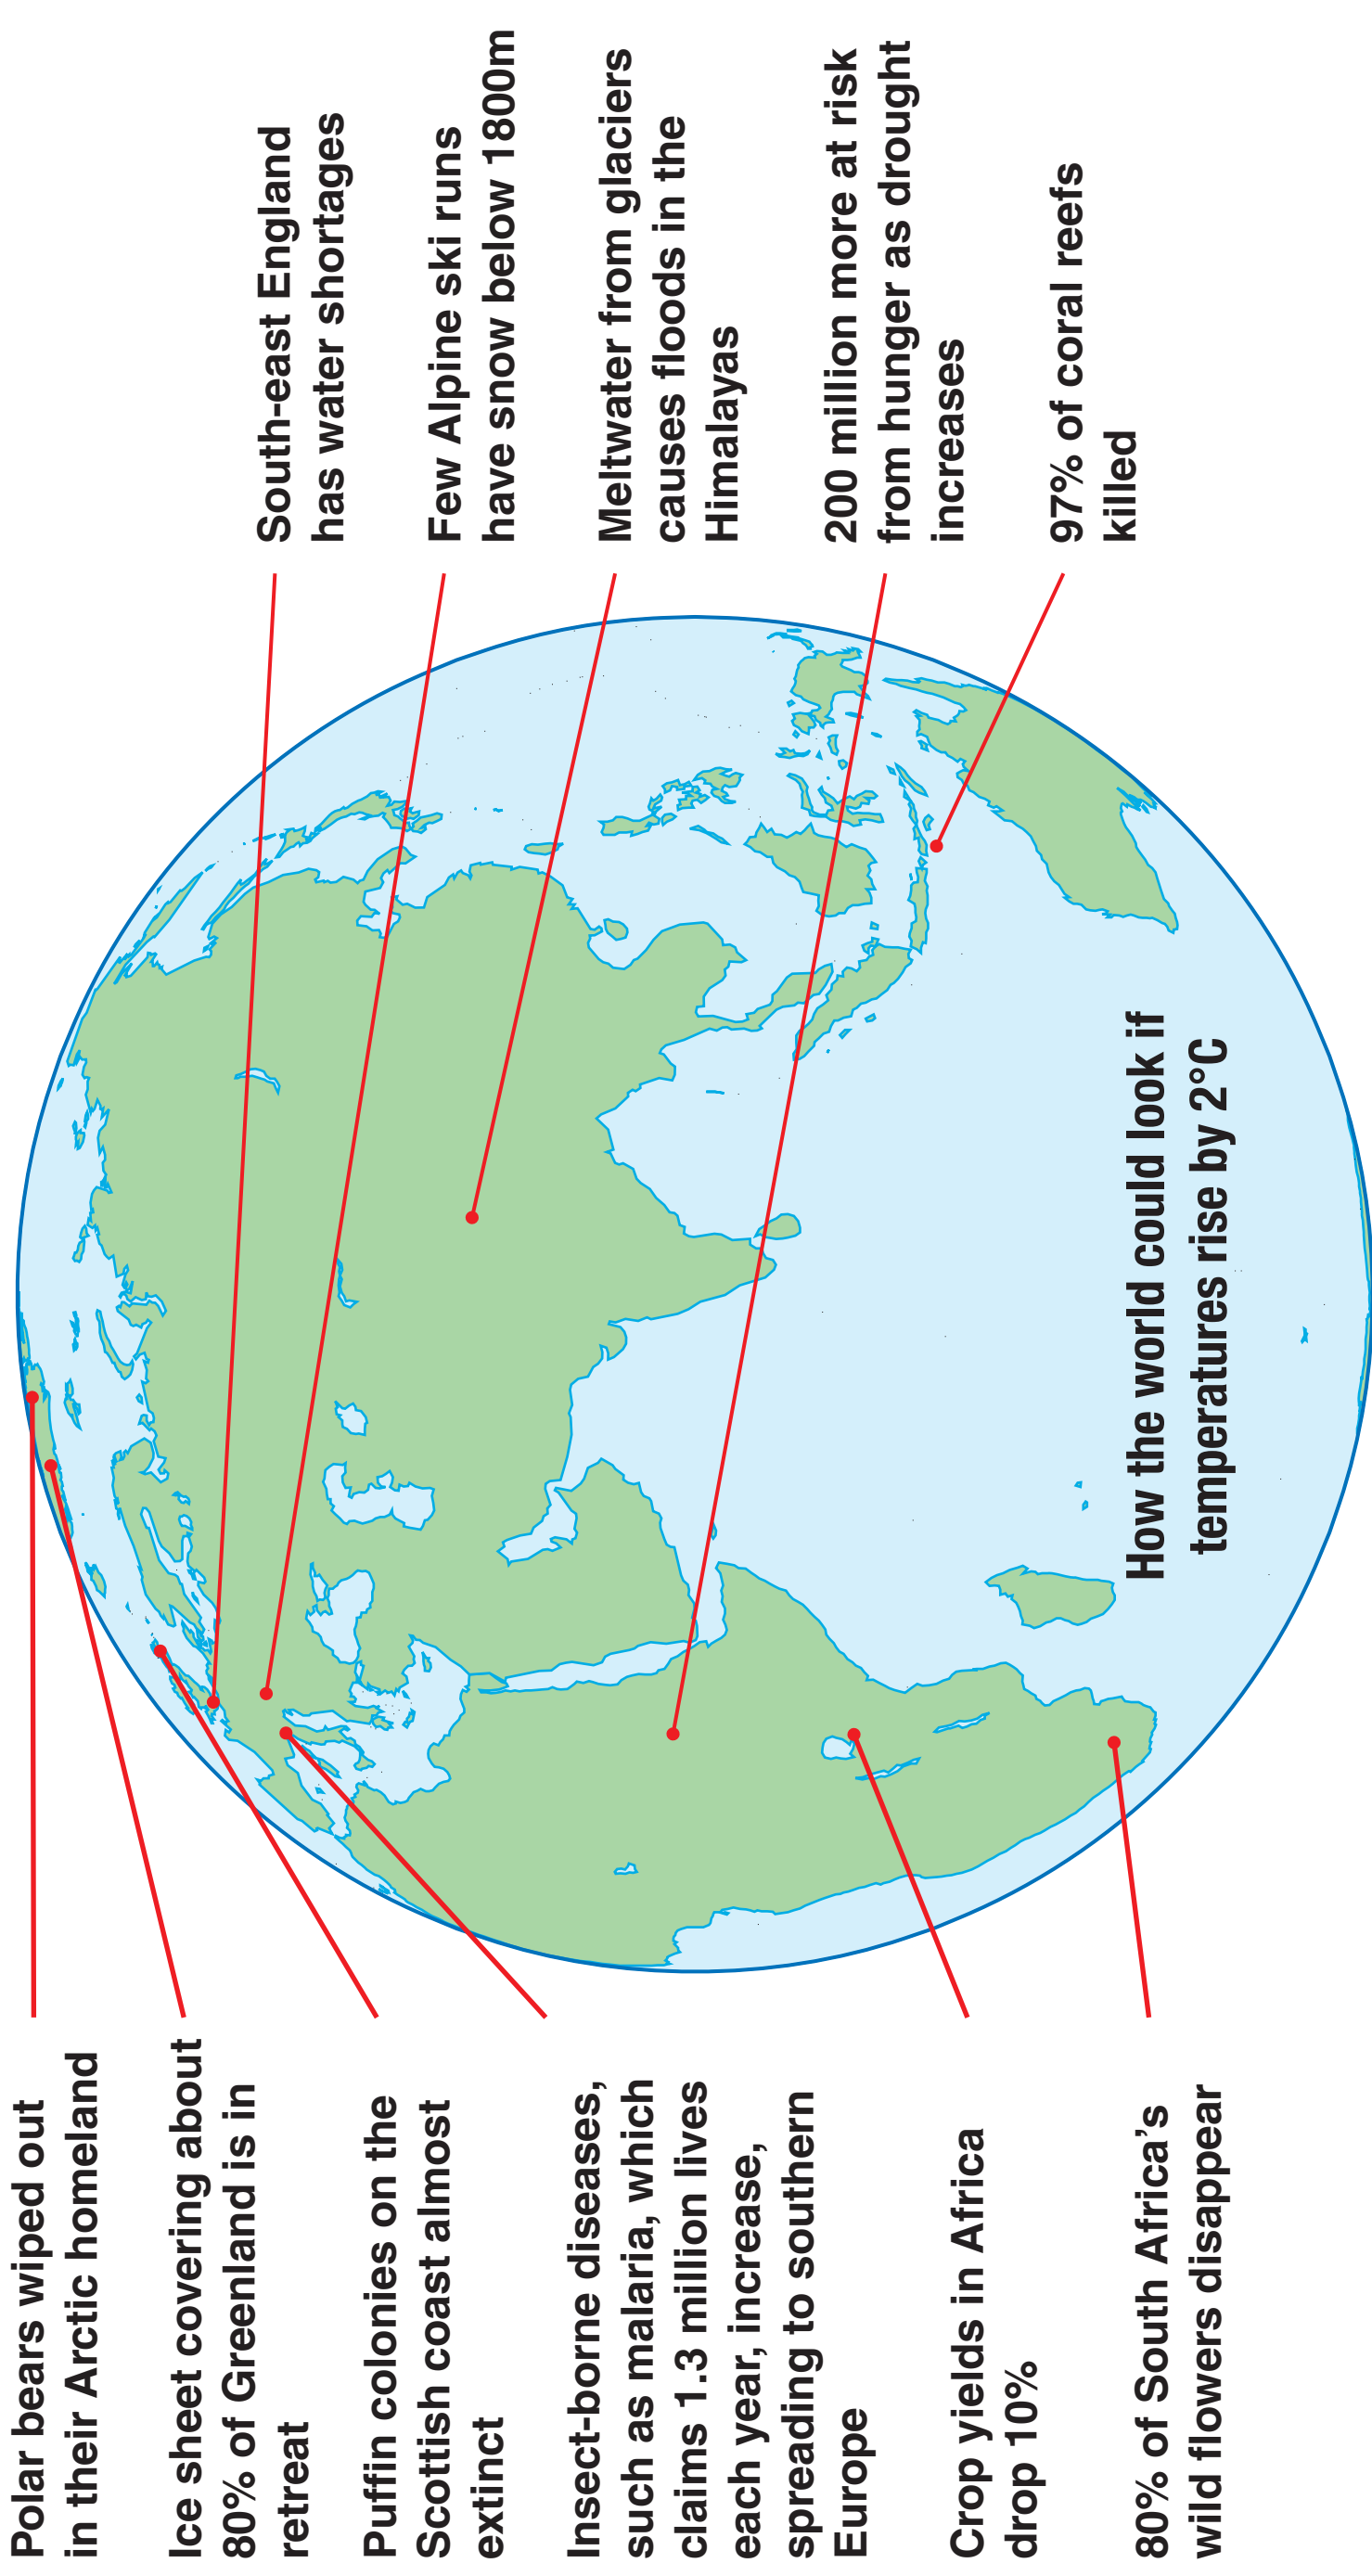 Polar bears wiped out
in their Arctic homeland
Ice sheet covering about
80% of Greenland is in
retreat
Puffin colonies on the
Scottish coast almost
extinct
Insect-borne diseases,
such as malaria, which
claims 1.3 million lives
each year, increase,
spreading to southern
Europe
Crop yields in Africa
drop 10%
80% of South Africa’s
wild flowers disappear
South-east England
has water shortages
Few Alpine ski runs
have snow below 1800m
Meltwater from glaciers
causes floods in the
Himalayas
200 million more at risk
from hunger as drought
increases
97% of coral reefs
killed
How the world could look if
temperatures rise by 2°C